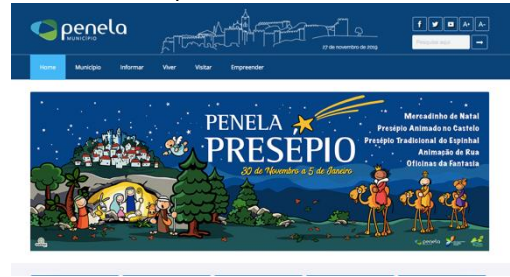 penela
MUNICÍPIO
27 de novembro de 2019
A+
A-
Pesquisar aqui
Home
Município
Informar
Viver
Visitar
Empreender
PENELA
PRESÉPIO
30 de Novembro a 5 de Janeiro
Mercadinho de Natal
Presépio Animado no Castelo
Presépio Tradicional do Espinhal
Animação de Rua
Oficinas da Fantasia
penela